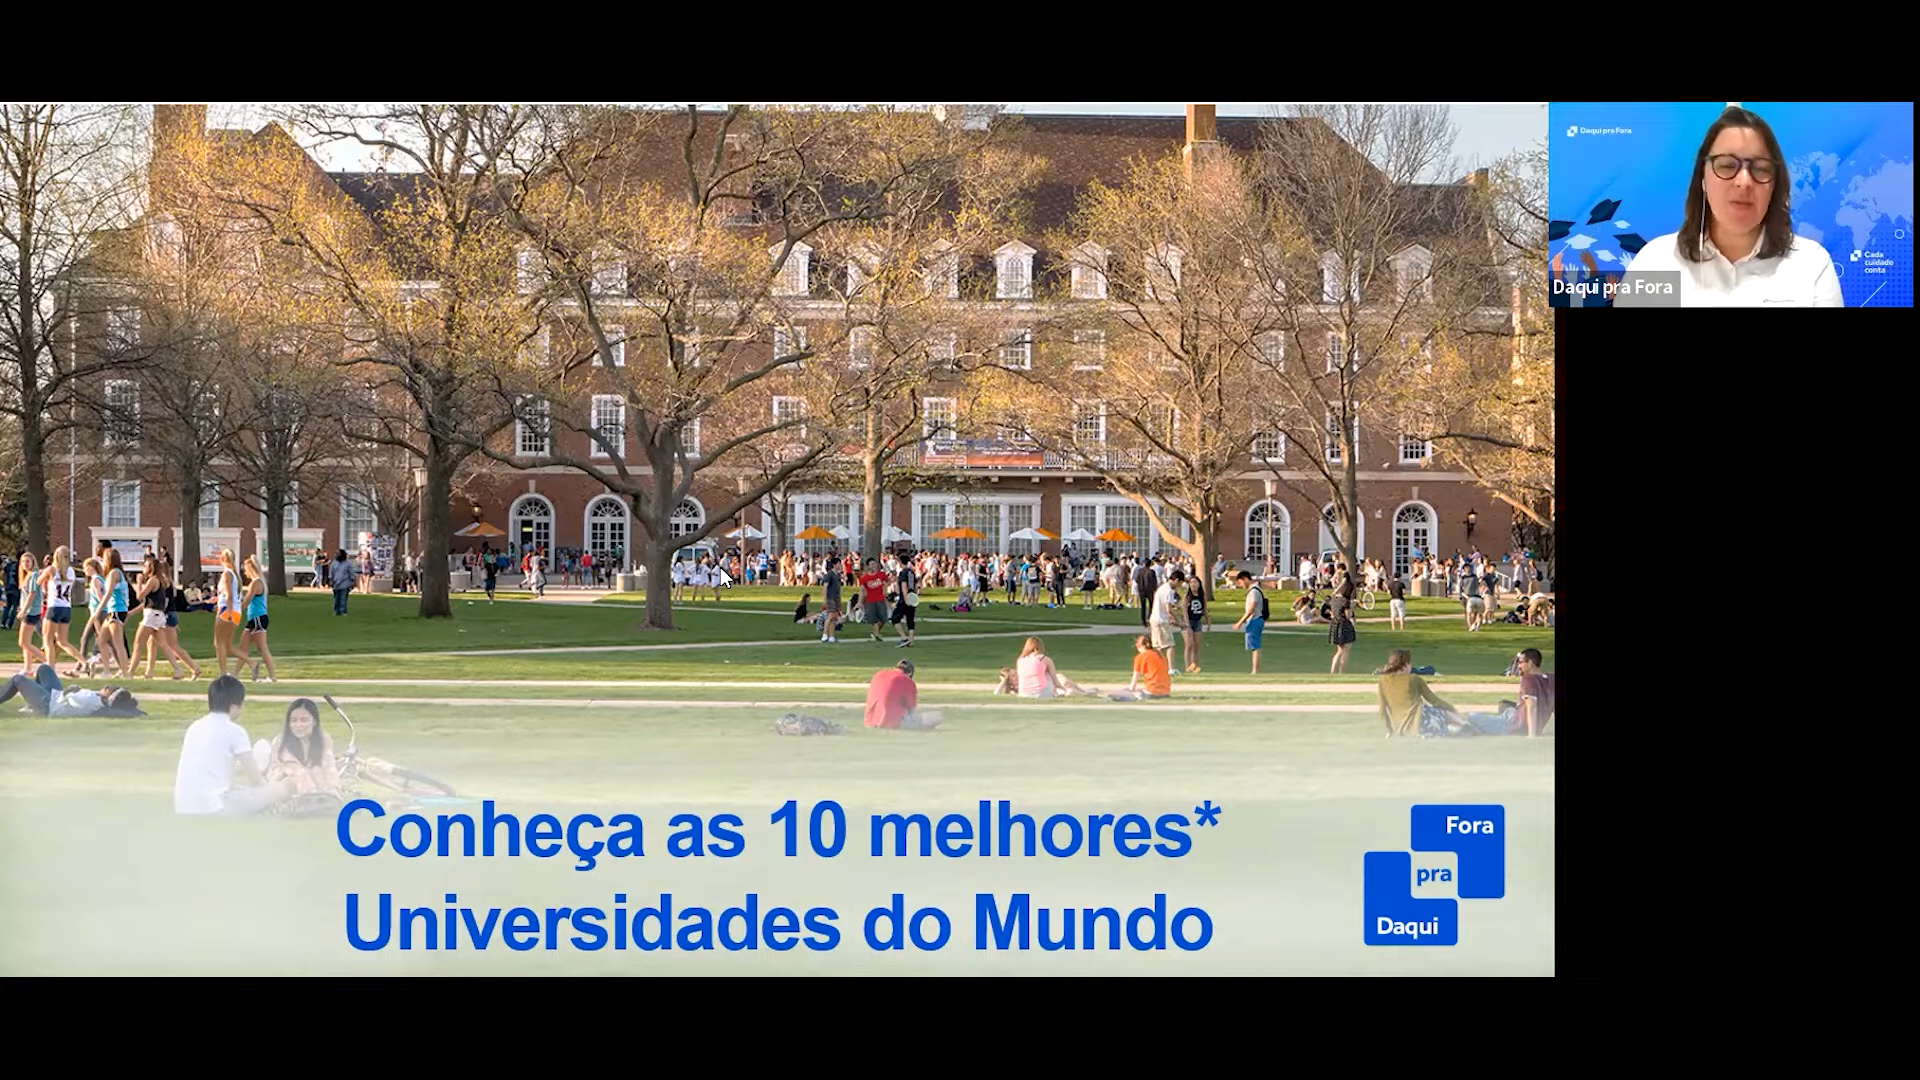 Daqui pra Fora
Cada
cuidado
conta
Daqui pra Fora
14
Conheça as 10 melhores*
Universidades do Mundo
Fora
pra
Daqui